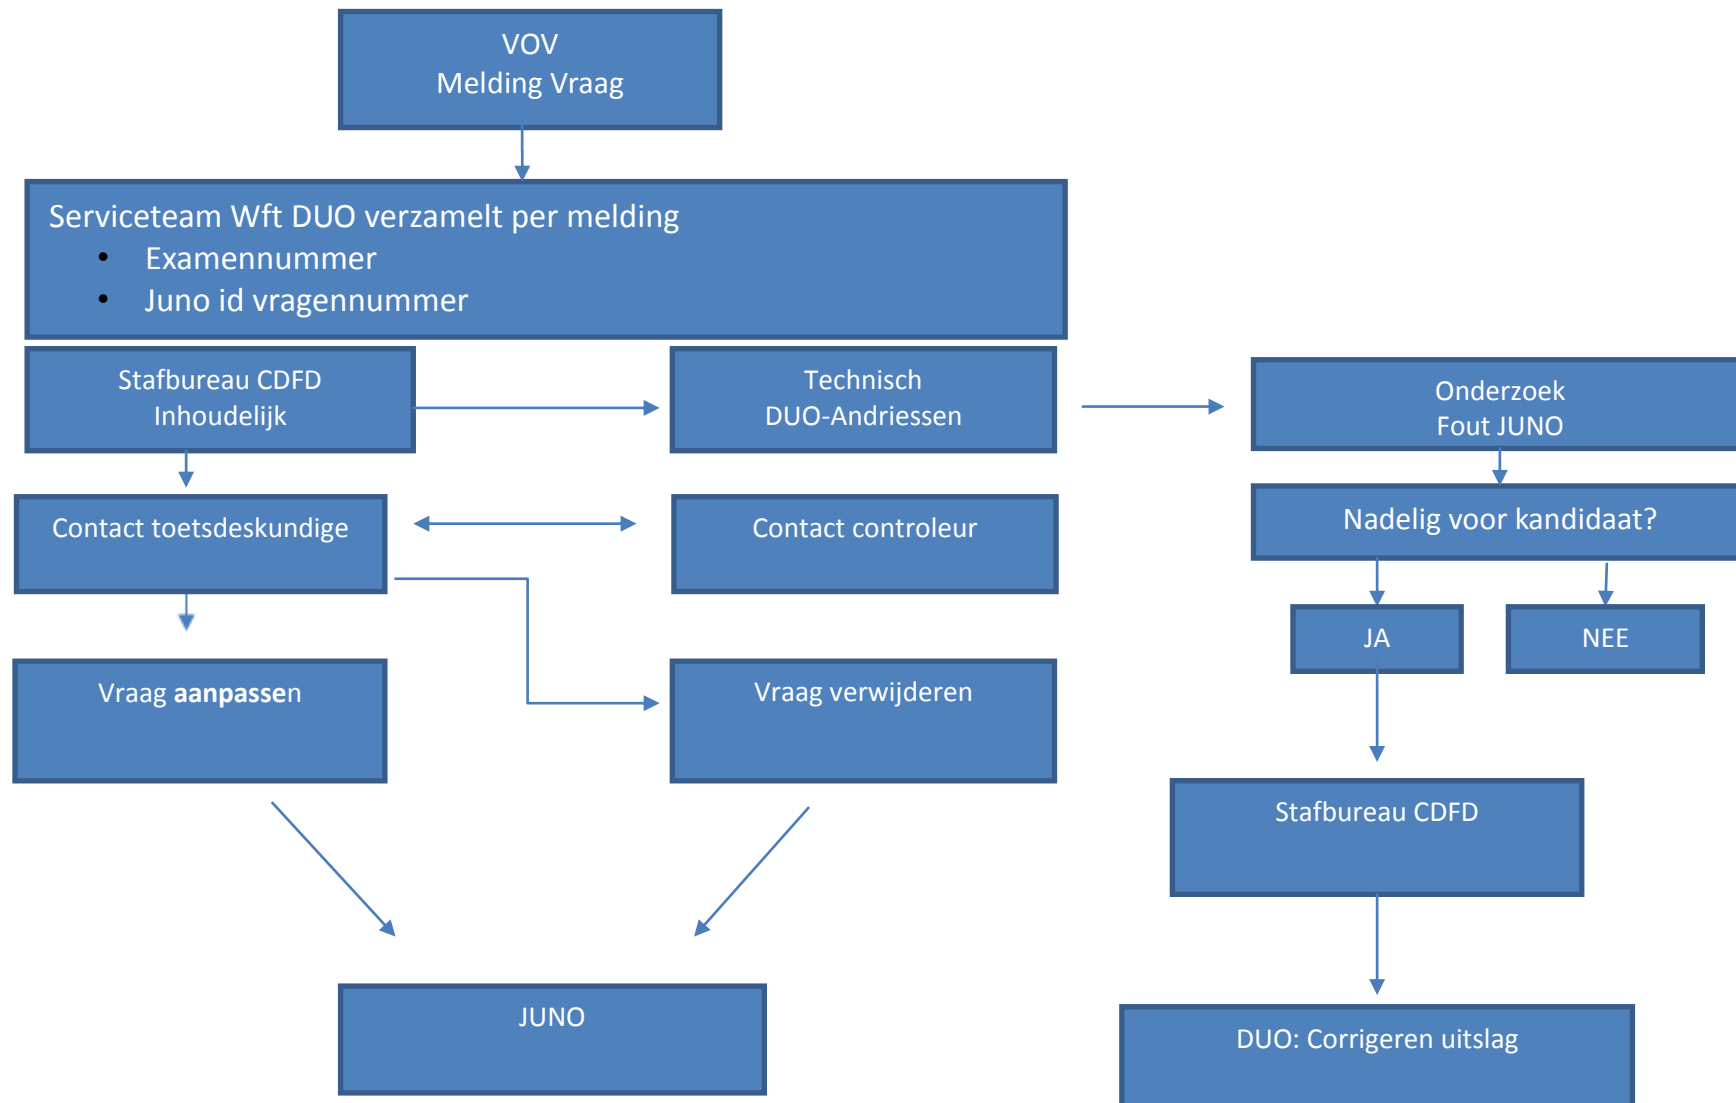 VOV
Melding Vraag
Serviceteam Wft DUO verzamelt per melding
• Examennummer
• Juno id vragennummer
Stafbureau CDFD
Inhoudelijk
Technisch
DUO-Andriessen
Onderzoek
Fout JUNO
Contact toetsdeskundige
Contact controleur
Nadelig voor kandidaat?
JA
NEE
Vraag aanpassen
Vraag verwijderen
Stafbureau CDFD
JUNO
DUO: Corrigeren uitslag